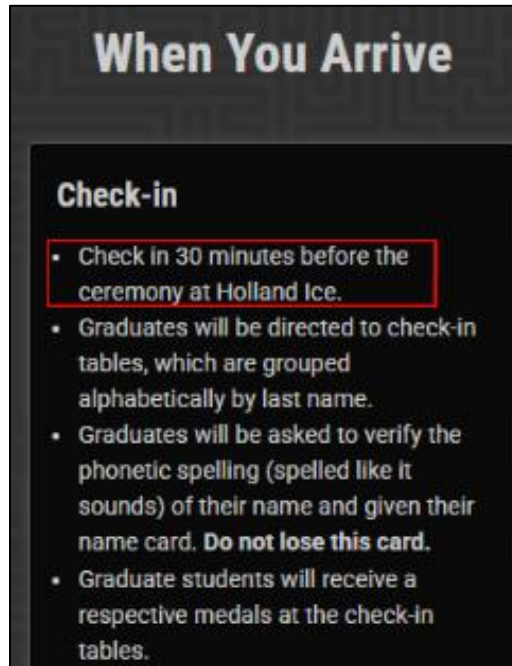 When You Arrive
Check-in
• Check in 30 minutes before the
ceremony at Holland Ice.
• Graduates will be directed to check-in
tables, which are grouped
alphabetically by last name.
• Graduates will be asked to verify the
phonetic spelling (spelled like it
sounds) of their name and given their
name card. Do not lose this card.
• Graduate students will receive a
respective medals at the check-in
tables.